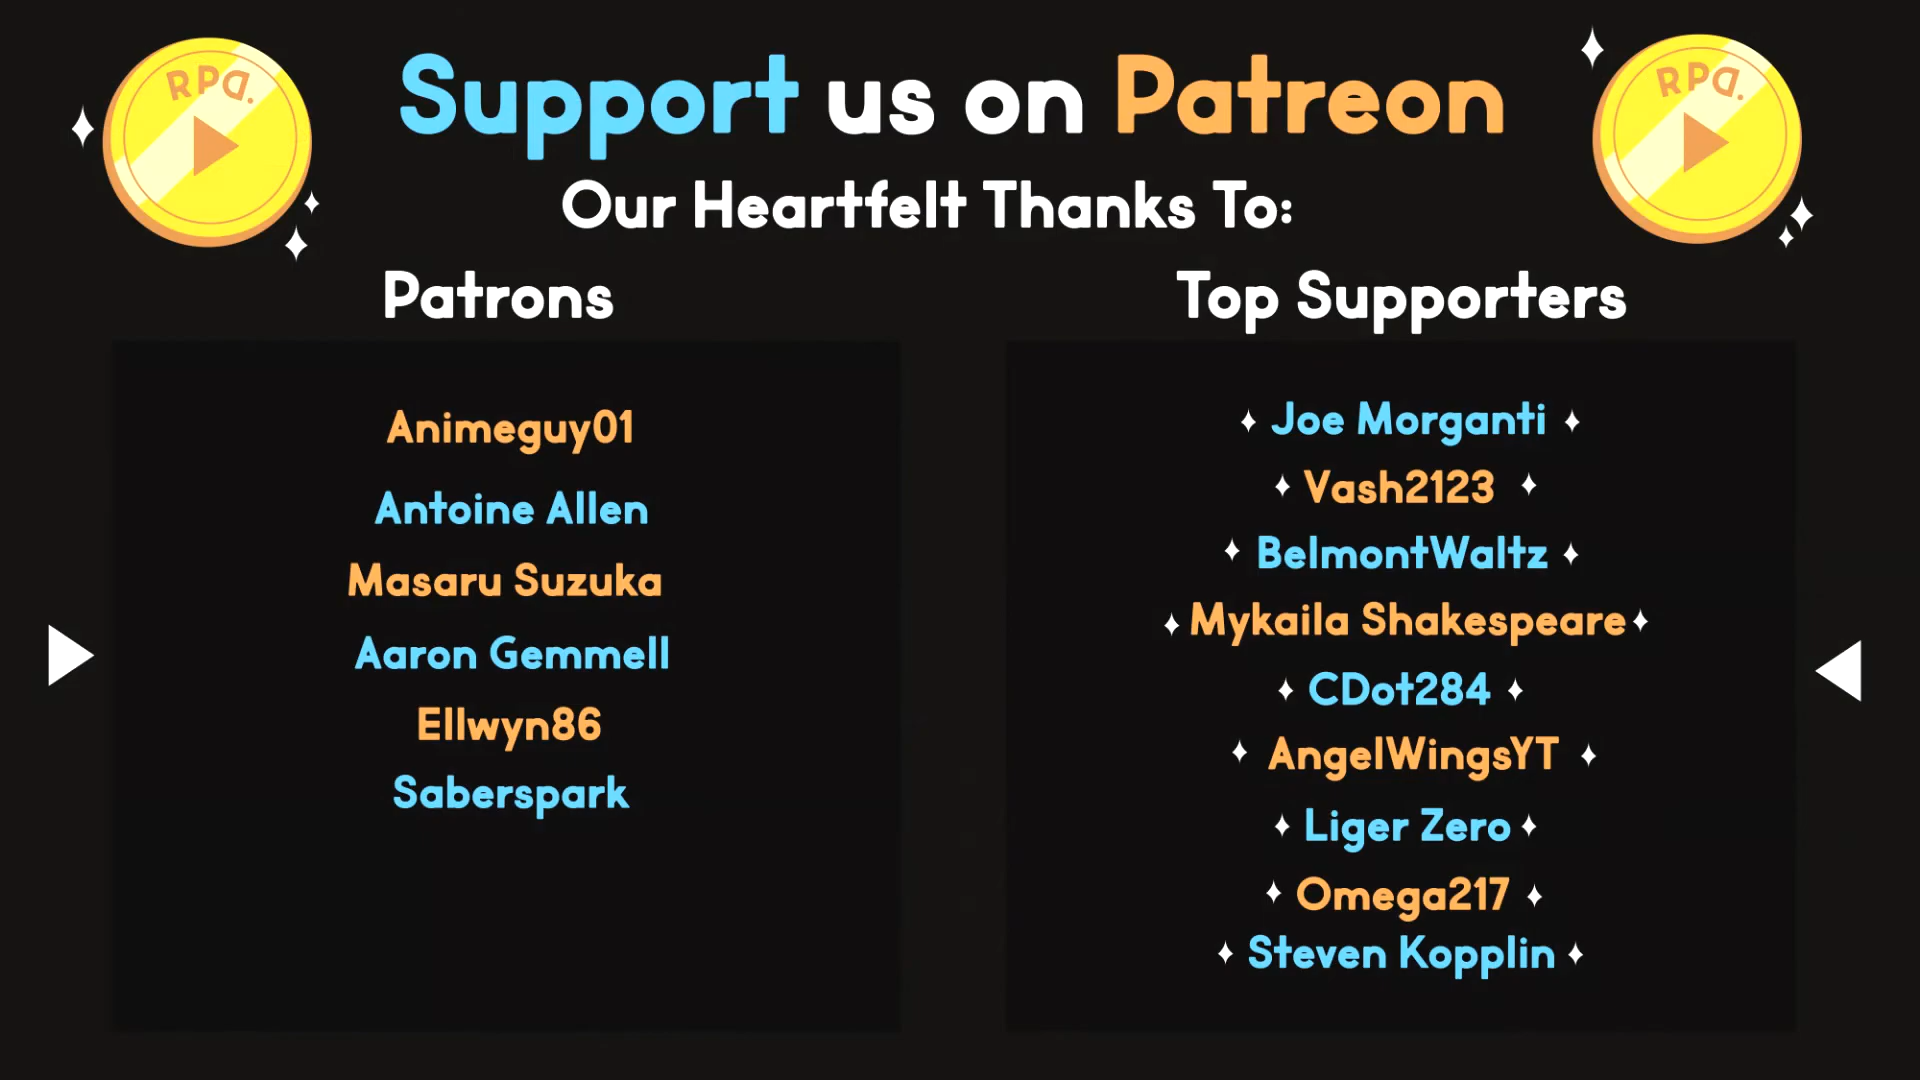 RPG.
RPG.
Support us on Patreon
Our Heartfelt Thanks To:
Patrons
Animeguy01
Antoine Allen
Masaru Suzuka
Aaron Gemmell
Ellwyn86
Saberspark
Top Supporters
Joe Morganti
Vash2123
BelmontWaltz
Mykaila Shakespeare
CDot284
AngelWingsYT
Liger Zero
Omega217
Steven Kopplin